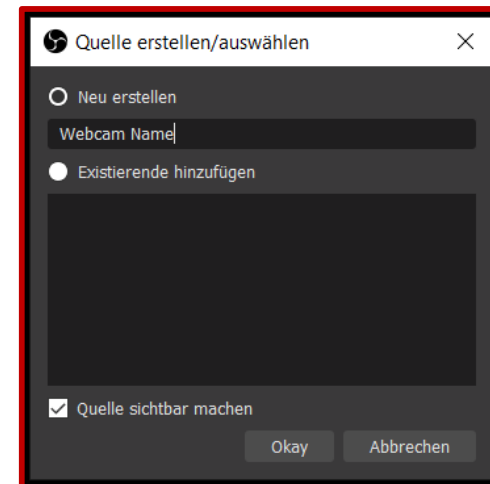 Quelle erstellen/auswählen
Neu erstellen
Webcam Name
Existierende hinzufügen
Quelle sichtbar machen
Okay Abbrechen